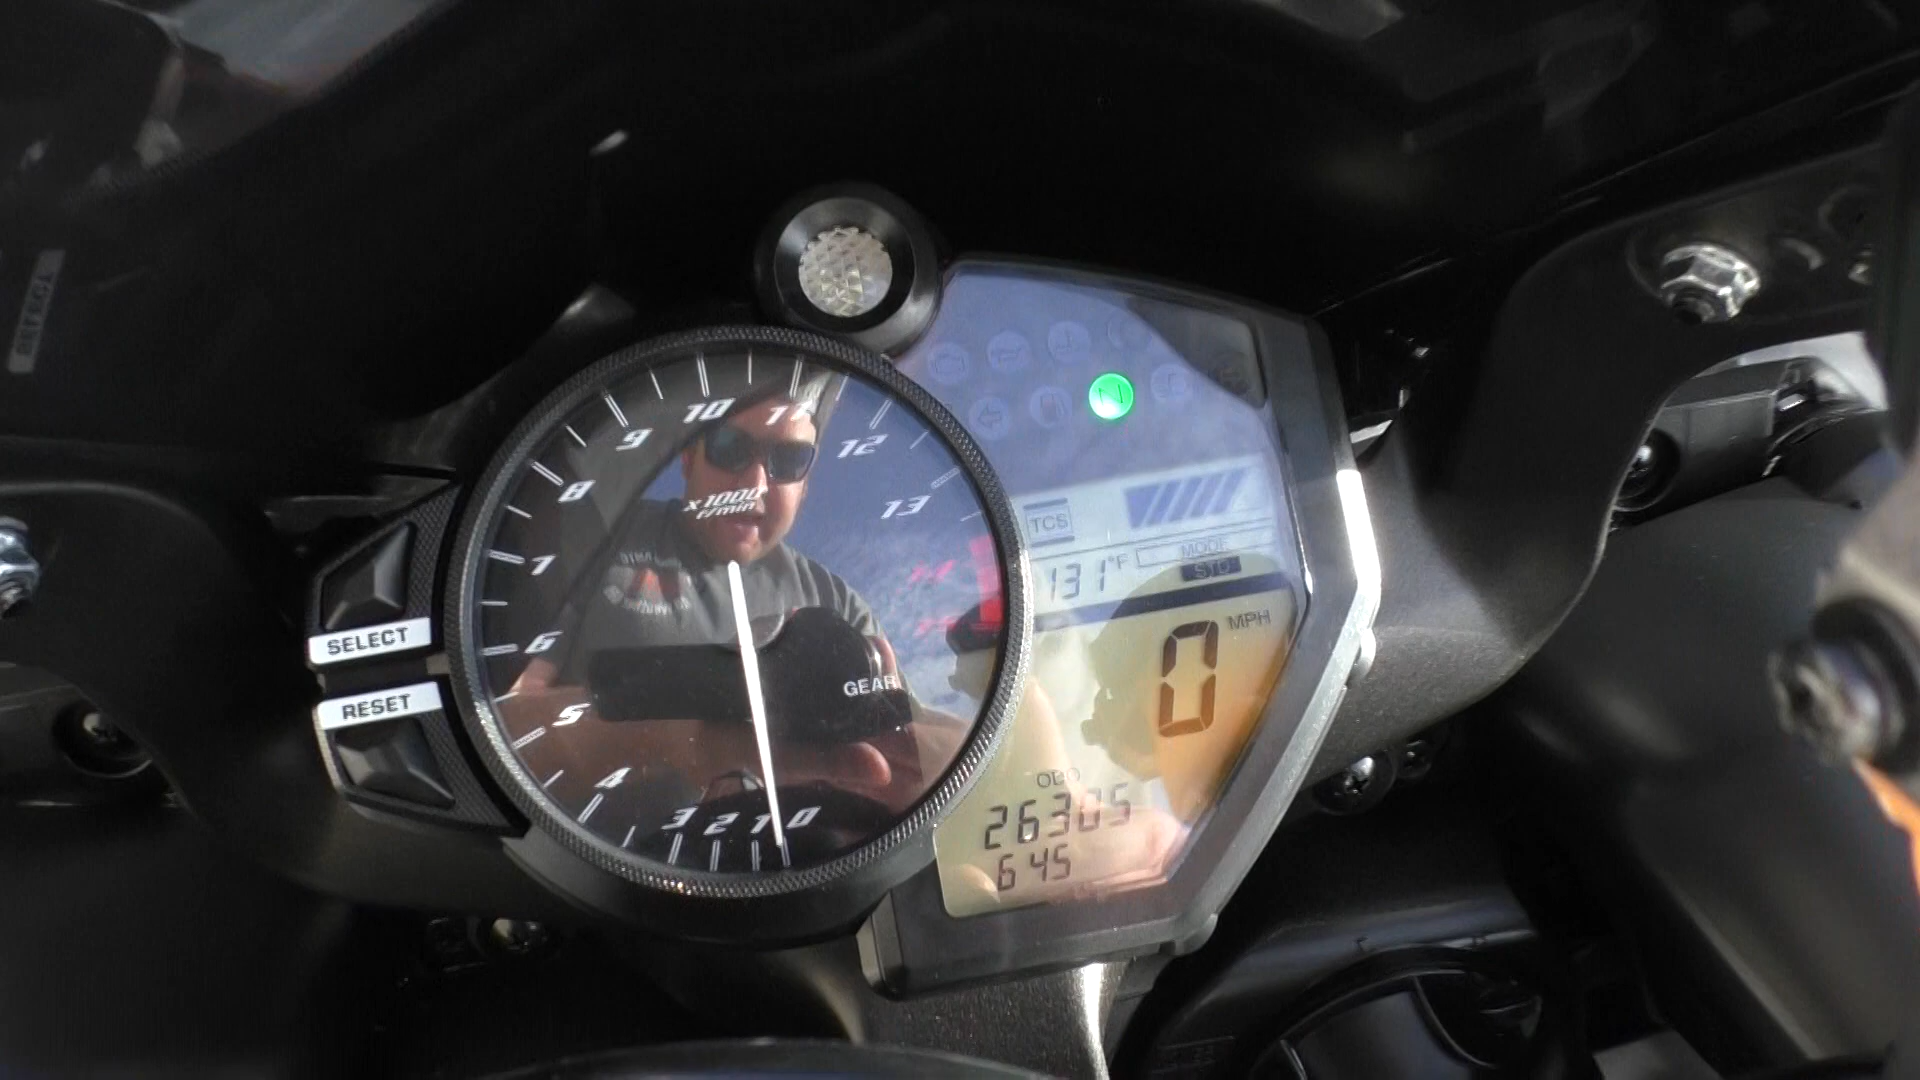 10 11
9 12
8 x1000 r/min 13
7
6
5
4
3 2 1 0
GEAR
SELECT
RESET
N
TCS
131°F
MODE
STD
0 MPH
ODO
26305
645